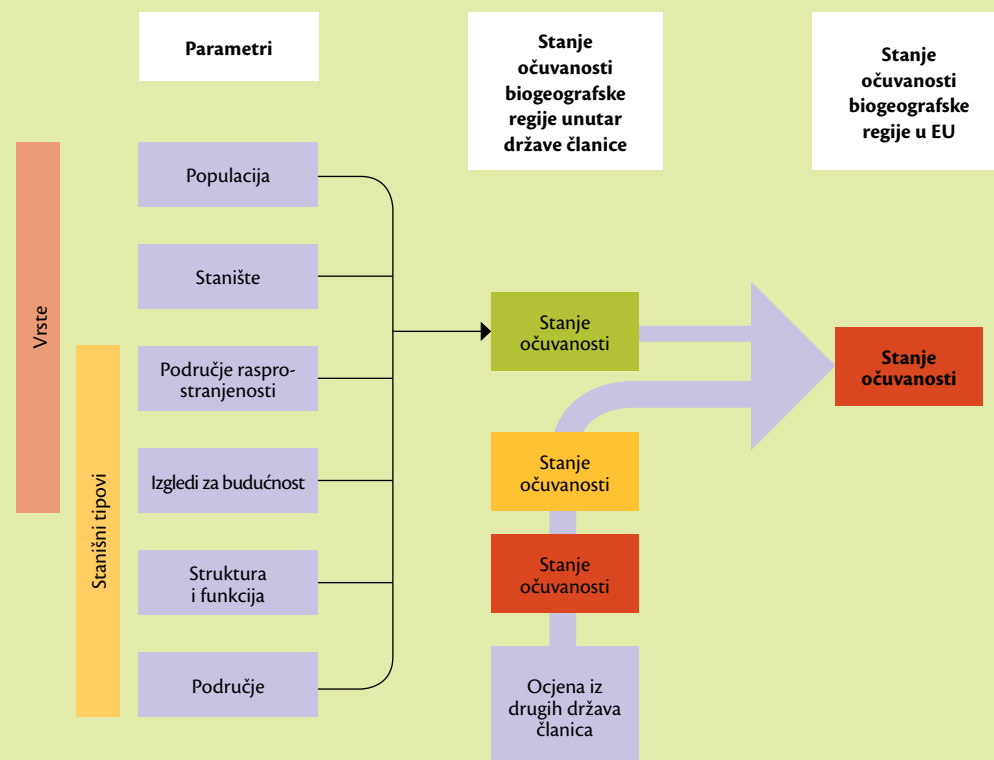 Parametri
Stanje
očuvanosti
biogeografske
regije unutar
države članice
Stanje
očuvanosti
biogeografske
regije u EU
Vrste
Stanišni tipovi
Populacija
Stanište
Područje raspro-
stranjenosti
Izgledi za budućnost
Struktura
i funkcija
Područje
Stanje
očuvanosti
Stanje
očuvanosti
Stanje
očuvanosti
Ocjena iz
drugih država
članica
Stanje
očuvanosti